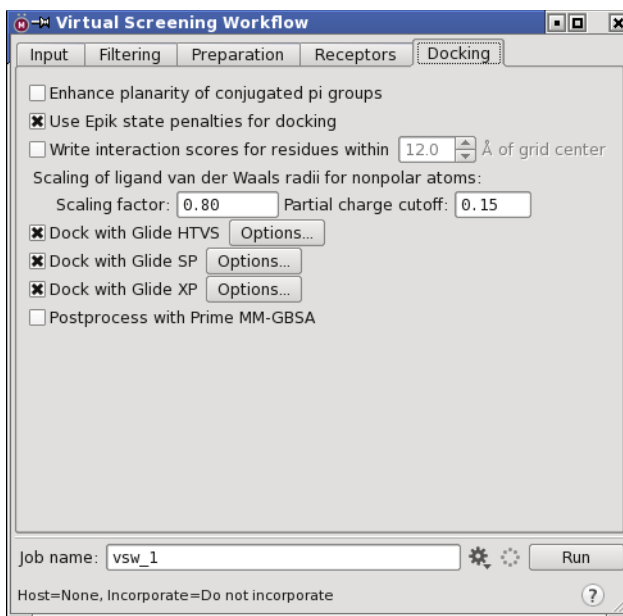 Virtual Screening Workflow
Input Filtering Preparation Receptors Docking
Enhance planarity of conjugated pi groups
Use Epik state penalties for docking
Write interaction scores for residues within 12.0 Å of grid center
Scaling of ligand van der Waals radii for nonpolar atoms:
Scaling factor: 0.80 Partial charge cutoff: 0.15
Dock with Glide HTVS Options...
Dock with Glide SP Options...
Dock with Glide XP Options...
Postprocess with Prime MM-GBSA
Job name: vsw_1 Run
Host=None, Incorporate=Do not incorporate ?